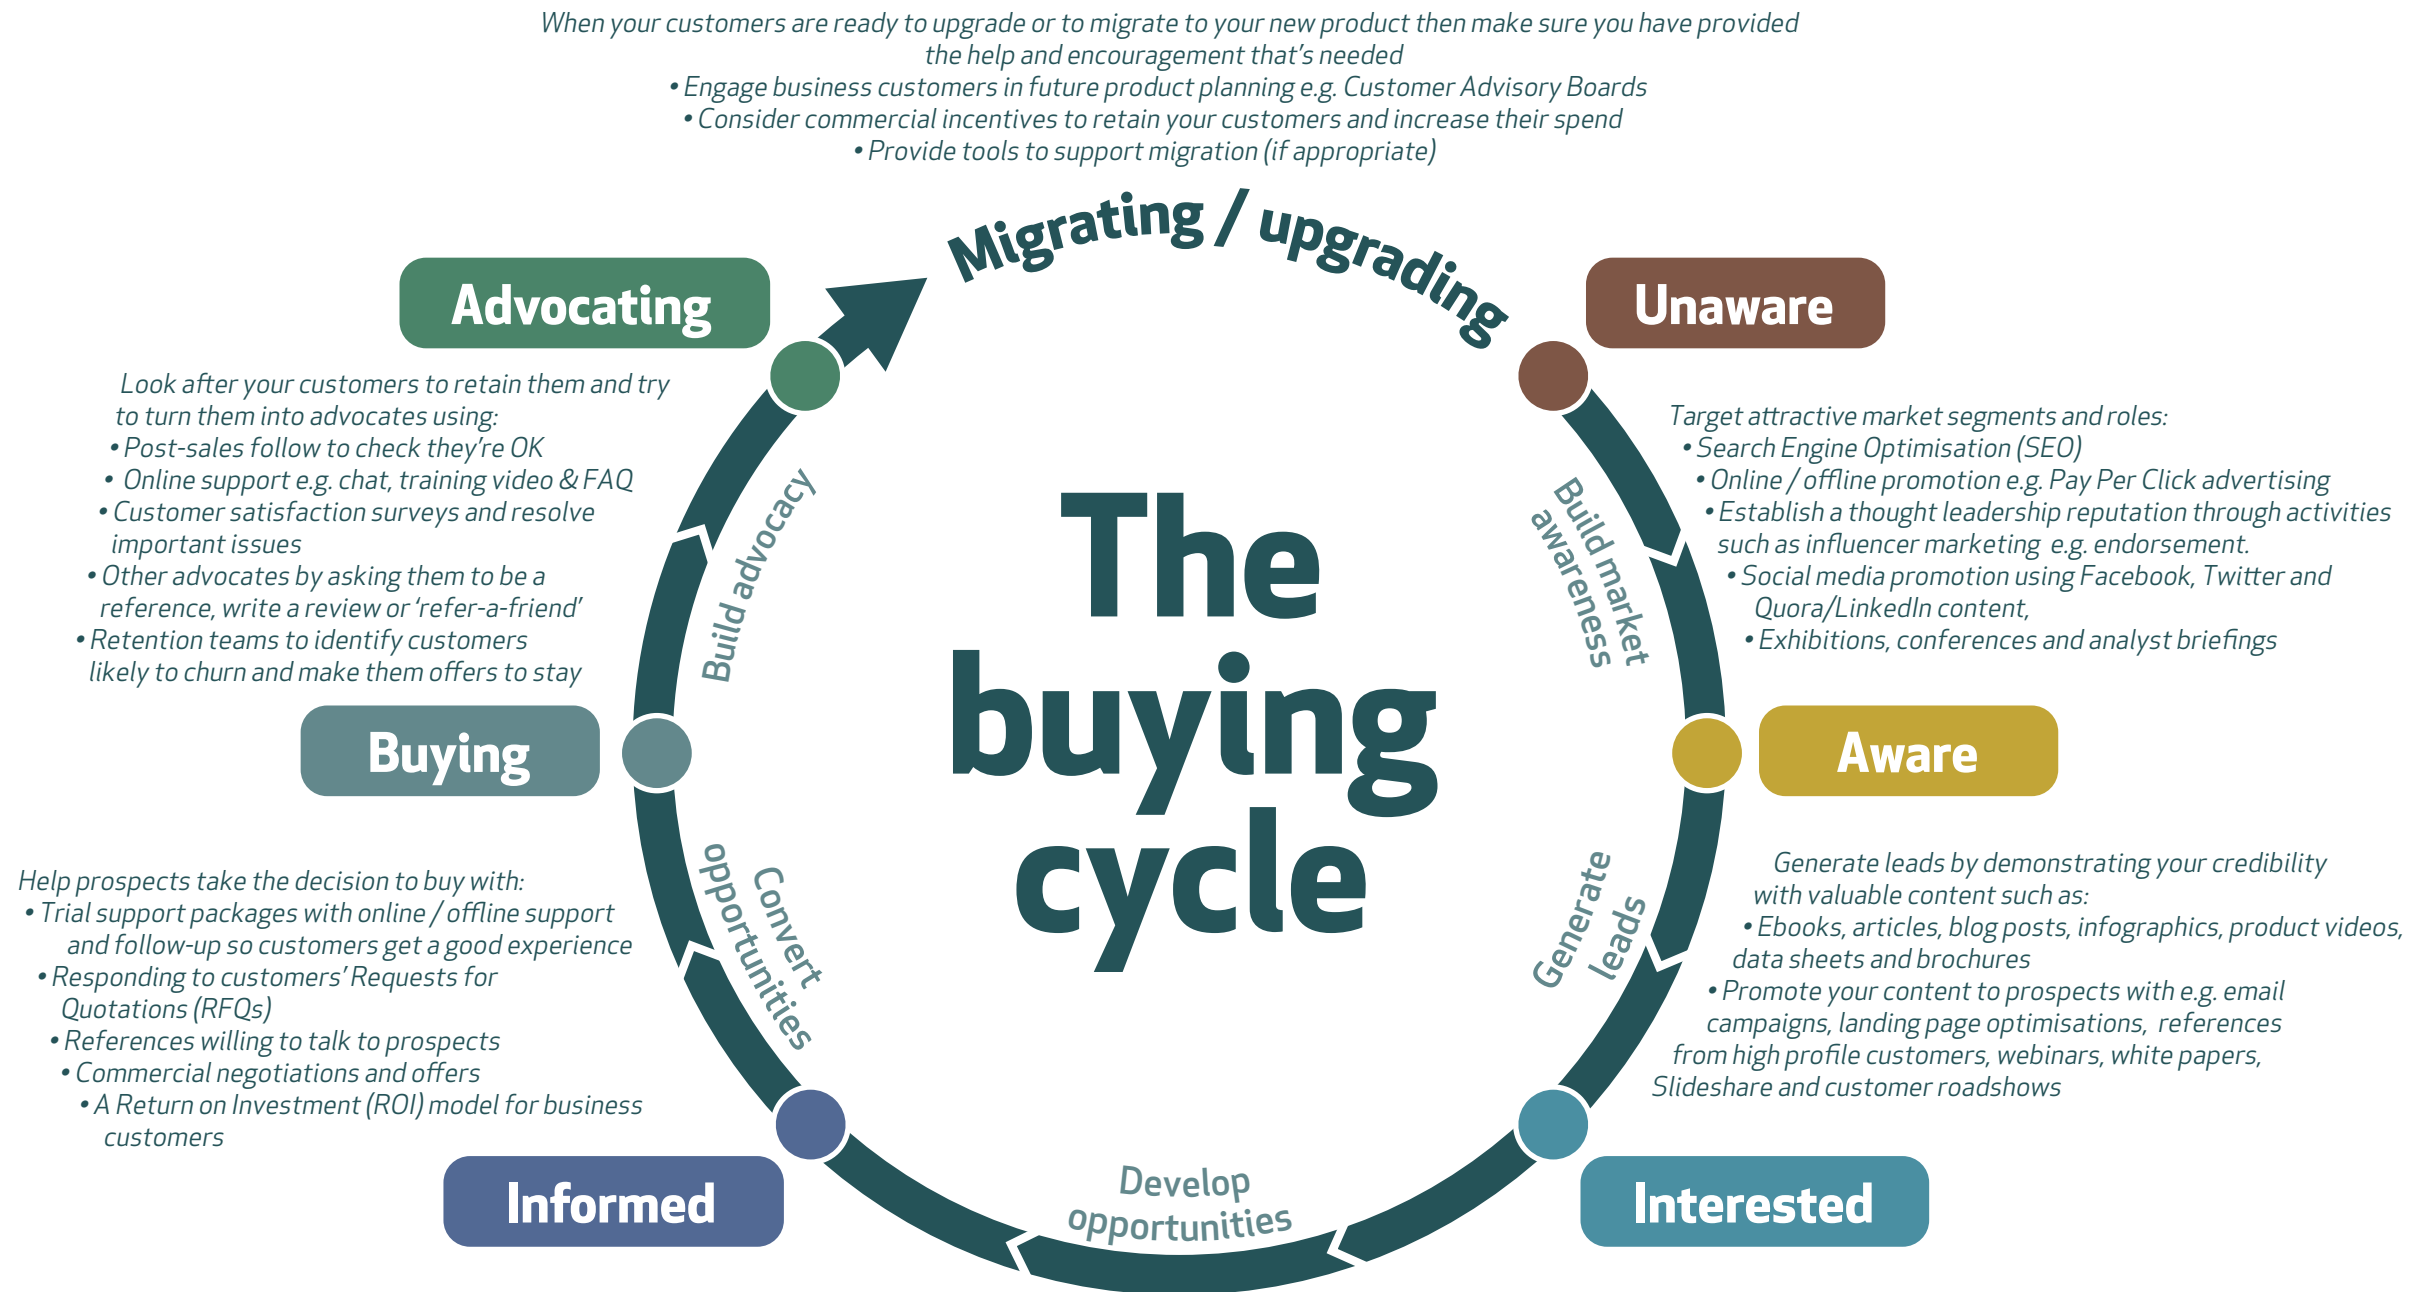 When your customers are ready to upgrade or to migrate to your new product then make sure you have provided
the help and encouragement that's needed
• Engage business customers in future product planning e.g. Customer Advisory Boards
• Consider commercial incentives to retain your customers and increase their spend
• Provide tools to support migration (if appropriate)
Migrating / upgrading
The
buying
cycle
Unaware
Target attractive market segments and roles:
• Search Engine Optimisation (SEO)
• Online / offline promotion e.g. Pay Per Click advertising
• Establish a thought leadership reputation through activities
such as influencer marketing e.g. endorsement.
• Social media promotion using Facebook, Twitter and
Quora/LinkedIn content,
• Exhibitions, conferences and analyst briefings
Build market
awareness
Aware
Generate leads by demonstrating your credibility
with valuable content such as:
• Ebooks, articles, blog posts, infographics, product videos,
data sheets and brochures
• Promote your content to prospects with e.g. email
campaigns, landing page optimisations, references
from high profile customers, webinars, white papers,
Slideshare and customer roadshows
Generate
leads
Interested
Develop
opportunities
Informed
Help prospects take the decision to buy with:
• Trial support packages with online / offline support
and follow-up so customers get a good experience
• Responding to customers' Requests for
Quotations (RFQs)
• References willing to talk to prospects
• Commercial negotiations and offers
• A Return on Investment (ROI) model for business
customers
Convert
opportunities
Buying
Look after your customers to retain them and try
to turn them into advocates using:
• Post-sales follow to check they're OK
• Online support e.g. chat, training video & FAQ
• Customer satisfaction surveys and resolve
important issues
• Other advocates by asking them to be a
reference, write a review or 'refer-a-friend'
• Retention teams to identify customers
likely to churn and make them offers to stay
Build advocacy
Advocating